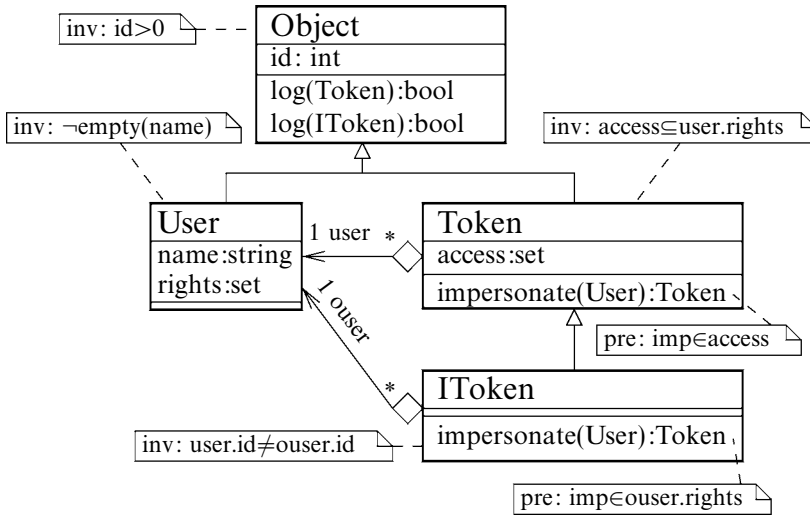 Object
inv: id>0
id: int
log(Token):bool
log(IToken):bool
inv: ¬empty(name)
inv: access⊆user.rights
User
name:string
rights:set
1 user
*
Token
access:set
impersonate(User):Token
1 ouser
*
pre: imp∈access
IToken
impersonate(User):Token
inv: user.id≠ouser.id
pre: imp∈ouser.rights